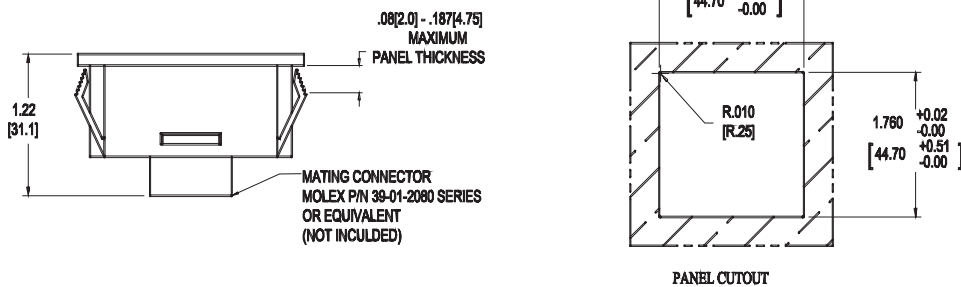 .08[2.0] - .187[4.75]
MAXIMUM
PANEL THICKNESS
1.22
[31.1]
MATING CONNECTOR
MOLEX P/N 39-01-2080 SERIES
OR EQUIVALENT
(NOT INCULDED)
[44.70 -0.00]
R.010
[R.25]
1.760 +0.02
-0.00
[44.70 +0.51
-0.00]
PANEL CUTOUT